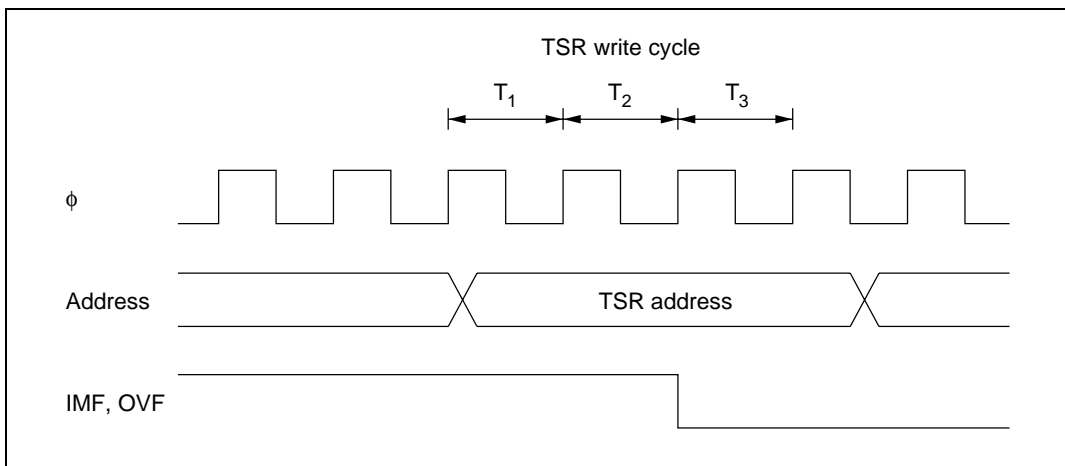 TSR write cycle
T1 T2 T3
φ
Address TSR address
IMF, OVF